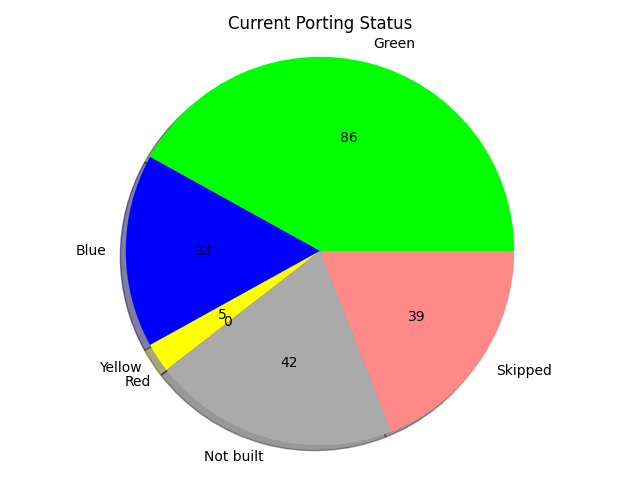 Current Porting Status
Green
86
Blue
33
5
0
Yellow
Red
42
39
Skipped
Not built